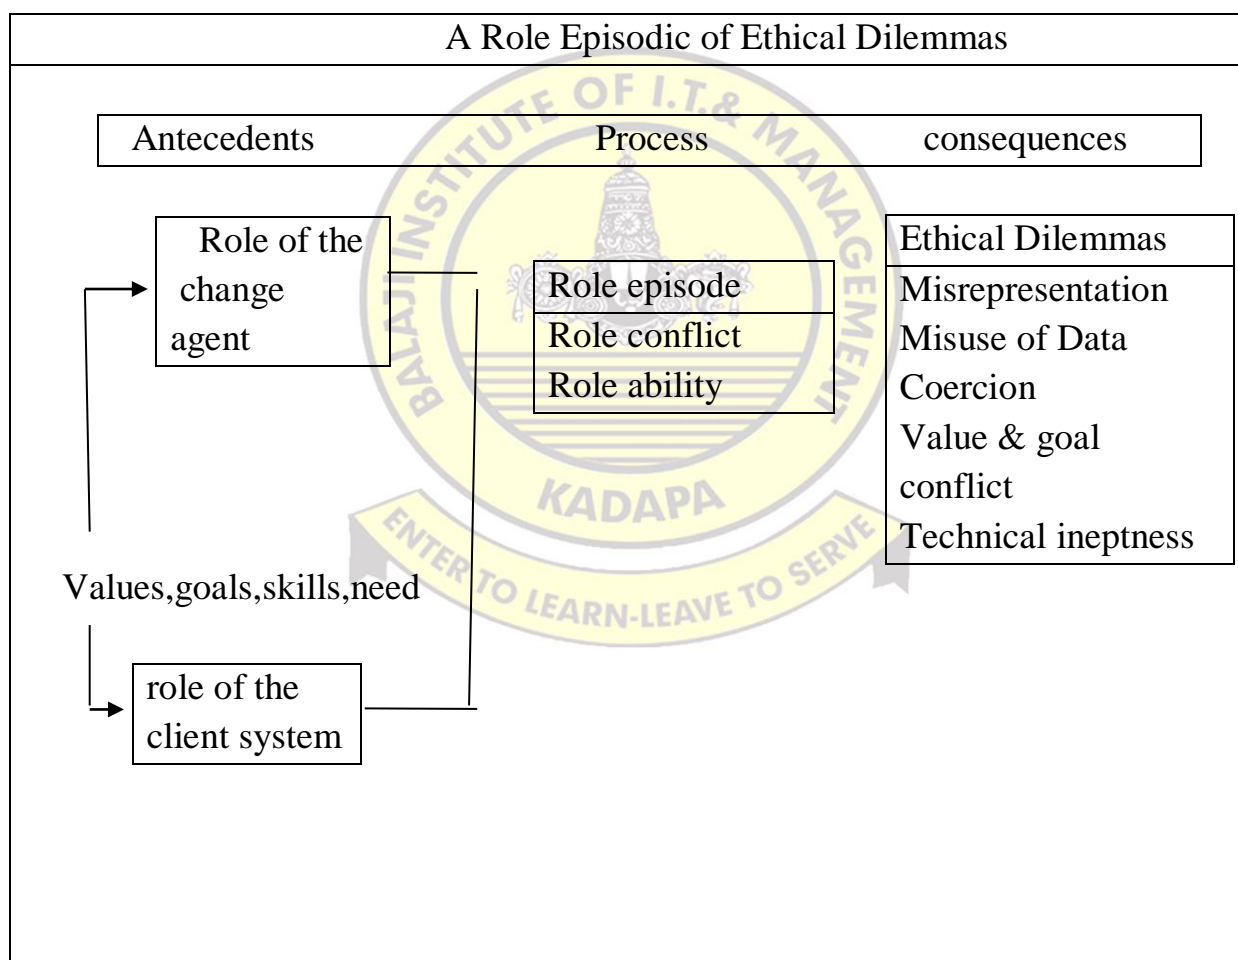 A Role Episodic of Ethical Dilemmas
Antecedents Process consequences
Role of the
change
agent
Role episode
Role conflict
Role ability
Ethical Dilemmas
Misrepresentation
Misuse of Data
Coercion
Value & goal
conflict
Technical ineptness
Values,goals,skills,need
role of the
client system
BALAJI INSTITUTE OF I.T.& MANAGEMENT
KADAPA
ENTER TO LEARN-LEAVE TO SERVE